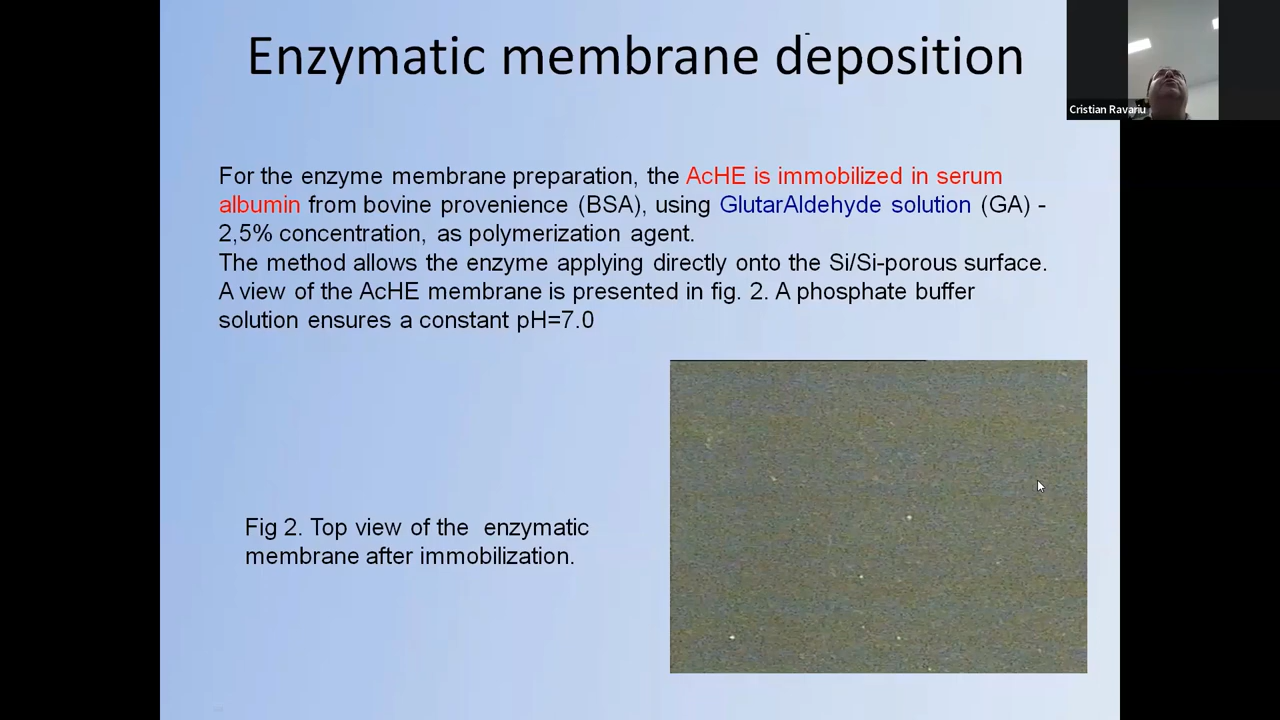 Enzymatic membrane deposition
Cristian Ravariu
For the enzyme membrane preparation, the AcHE is immobilized in serum
albumin from bovine provenience (BSA), using GlutarAldehyde solution (GA) -
2,5% concentration, as polymerization agent.
The method allows the enzyme applying directly onto the Si/Si-porous surface.
A view of the AcHE membrane is presented in fig. 2. A phosphate buffer
solution ensures a constant pH=7.0
Fig 2. Top view of the enzymatic
membrane after immobilization.